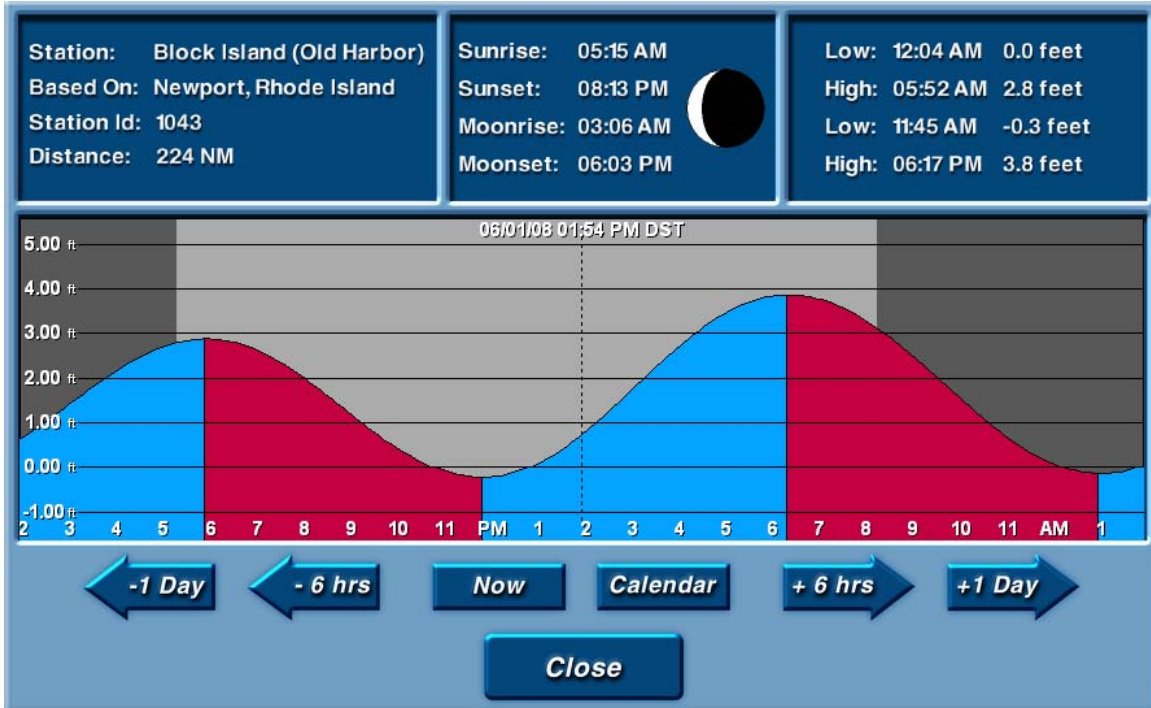 Station: Block Island (Old Harbor)
Based On: Newport, Rhode Island
Station Id: 1043
Distance: 224 NM
Sunrise: 05:15 AM
Sunset: 08:13 PM
Moonrise: 03:06 AM
Moonset: 06:03 PM
Low: 12:04 AM 0.0 feet
High: 05:52 AM 2.8 feet
Low: 11:45 AM -0.3 feet
High: 06:17 PM 3.8 feet
06/01/08 01:54 PM DST
5.00 ft
4.00 ft
3.00 ft
2.00 ft
1.00 ft
0.00 ft
-1.00 ft
2 3 4 5 6 7 8 9 10 11 PM 1 2 3 4 5 6 7 8 9 10 11 AM 1
-1 Day - 6 hrs Now Calendar + 6 hrs +1 Day
Close